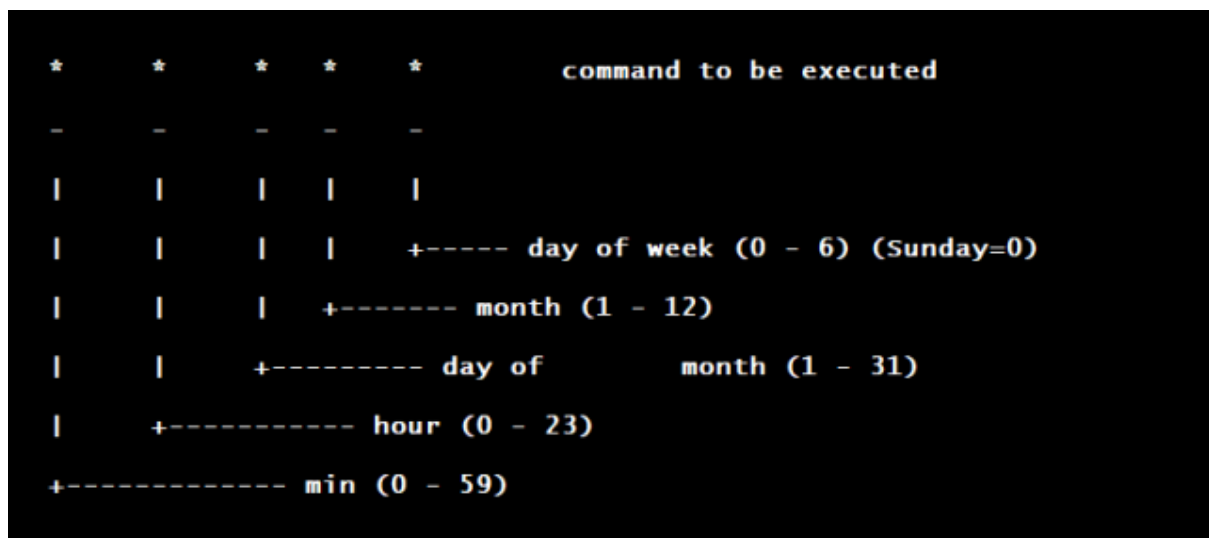 * * * * * command to be executed
- - - - -
| | | | |
| | | | +----- day of week (0 - 6) (Sunday=0)
| | | +------- month (1 - 12)
| | +--------- day of month (1 - 31)
| +----------- hour (0 - 23)
+------------- min (0 - 59)